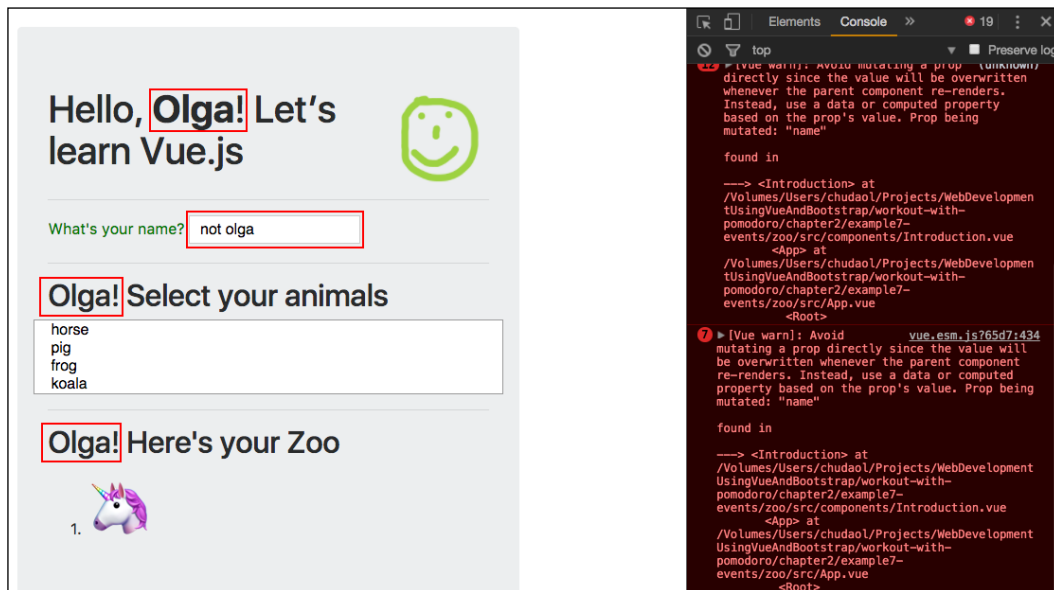 Hello, Olga! Let's
learn Vue.js
What's your name? not olga
Olga! Select your animals
horse
pig
frog
koala
Olga! Here's your Zoo
1.
Elements Console » 19
top Preserve log
12 [Vue warn]: Avoid mutating a prop (unknown)
directly since the value will be overwritten
whenever the parent component re-renders.
Instead, use a data or computed property
based on the prop's value. Prop being
mutated: "name"
found in
---> <Introduction> at
/Volumes/Users/chudaol/Projects/WebDevelopmen
tUsingVueAndBootstrap/workout-with-
pomodoro/chapter2/example7-
events/zoo/src/components/Introduction.vue
<App> at
/Volumes/Users/chudaol/Projects/WebDevelopmen
tUsingVueAndBootstrap/workout-with-
pomodoro/chapter2/example7-
events/zoo/src/App.vue
<Root>
7 [Vue warn]: Avoid vue.esm.js?65d7:434
mutating a prop directly since the value will
be overwritten whenever the parent component
re-renders. Instead, use a data or computed
property based on the prop's value. Prop being
mutated: "name"
found in
---> <Introduction> at
/Volumes/Users/chudaol/Projects/WebDevelopment
UsingVueAndBootstrap/workout-with-
pomodoro/chapter2/example7-
events/zoo/src/components/Introduction.vue
<App> at
/Volumes/Users/chudaol/Projects/WebDevelopment
UsingVueAndBootstrap/workout-with-
pomodoro/chapter2/example7-
events/zoo/src/App.vue
<Root>